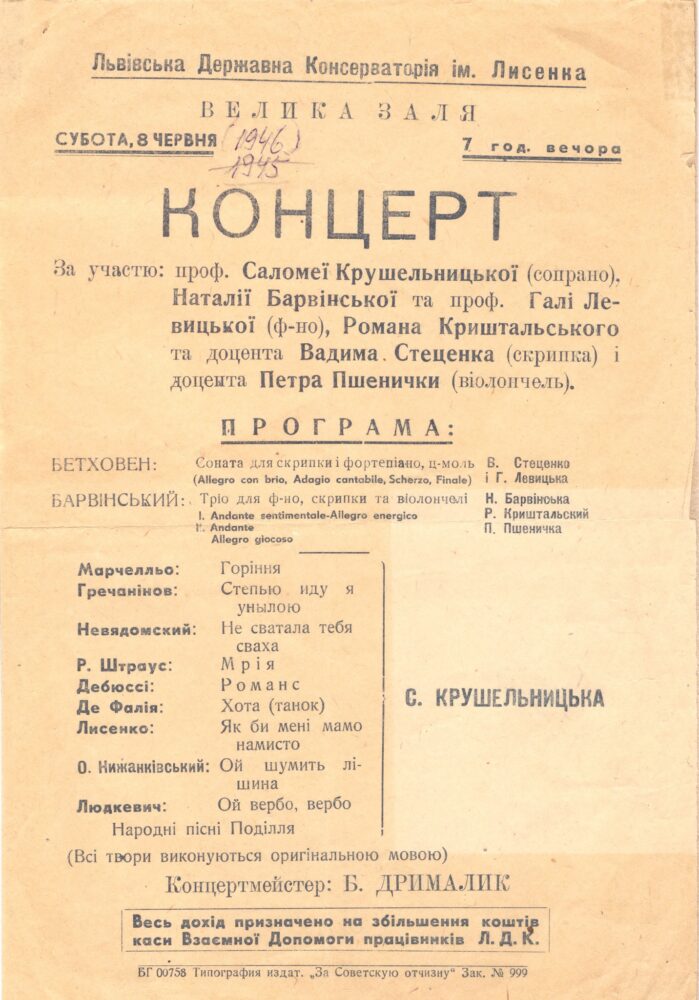 Львівська Державна Консерваторія ім. Лисенка
ВЕЛИКА ЗАЛЯ
СУБОТА, 8 ЧЕРВНЯ (1946)
1945
7 год. вечора
КОНЦЕРТ
За участю: проф. Саломеї Крушельницької (сопрано),
Наталії Барвінської та проф. Галі Ле-
вицької (ф-но), Романа Криштальського
та доцента Вадима Стеценка (скрипка) і
доцента Петра Пшенички (віолончель).
ПРОГРАМА:
БЕТХОВЕН: Соната для скрипки і фортепіано, ц-моль В. Стеценко
(Allegro con brio, Adagio cantabile, Scherzo, Finale) і Г. Левицька
БАРВІНСЬКИЙ: Тріо для ф-но, скрипки та віолончелі Н. Барвінська
I. Andante sentimentale-Allegro energico Р. Криштальский
II. Andante П. Пшеничка
Allegro giocoso
Марчелльо: Горіння
Гречанінов: Степью иду я
унылою
Невядомский: Не сватала тебя
сваха
Р. Штраус: Мрія
Дебюссі: Романс
Де Фалія: Хота (танок)
Лисенко: Як би мені мамо
намисто
О. Нижанківський: Ой шумить лі-
шина
Людкевич: Ой вербо, вербо
Народні пісні Поділля
С. КРУШЕЛЬНИЦЬКА
(Всі твори виконуються оригінальною мовою)
Концертмейстер: Б. ДРИМАЛИК
Весь дохід призначено на збільшення коштів
каси Взаємної Допомоги працівників Л. Д. К.
БГ 00758 Типография издат. „За Советскую отчизну" Зак. № 999